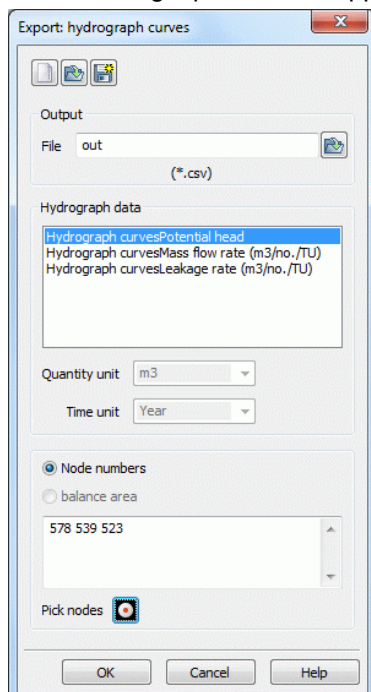 Export: hydrograph curves
Output
File out
(*.csv)
Hydrograph data
Hydrograph curvesPotential head
Hydrograph curvesMass flow rate (m3/no./TU)
Hydrograph curvesLeakage rate (m3/no./TU)
Quantity unit m3
Time unit Year
Node numbers
balance area
578 539 523
Pick nodes
OK Cancel Help